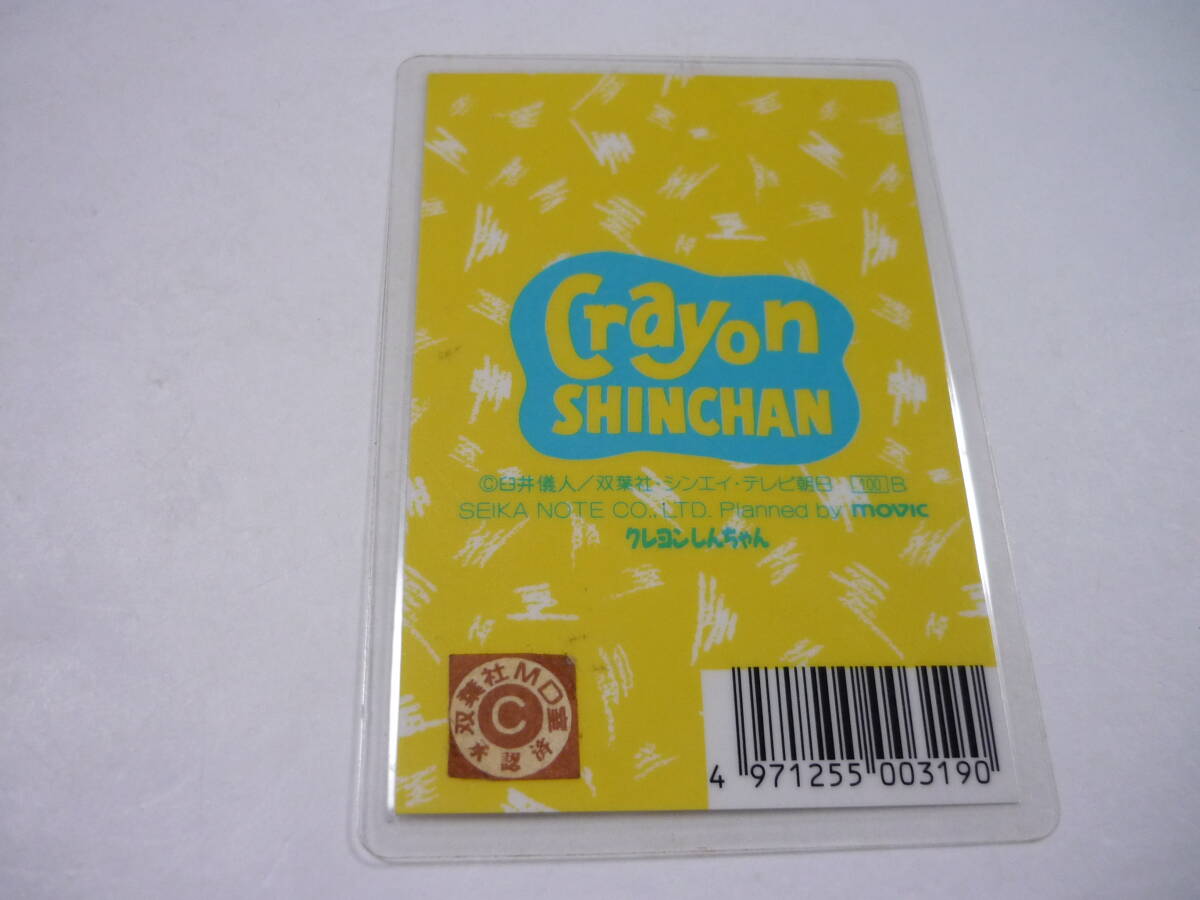 Crayon
SHINCHAN
©臼井儀人／双葉社・シンエイ・テレビ朝日 100 B
SEIKA NOTE CO., LTD. Planned by movic
クレヨンしんちゃん
双葉社MD室
C
承認済
4 971255 003190